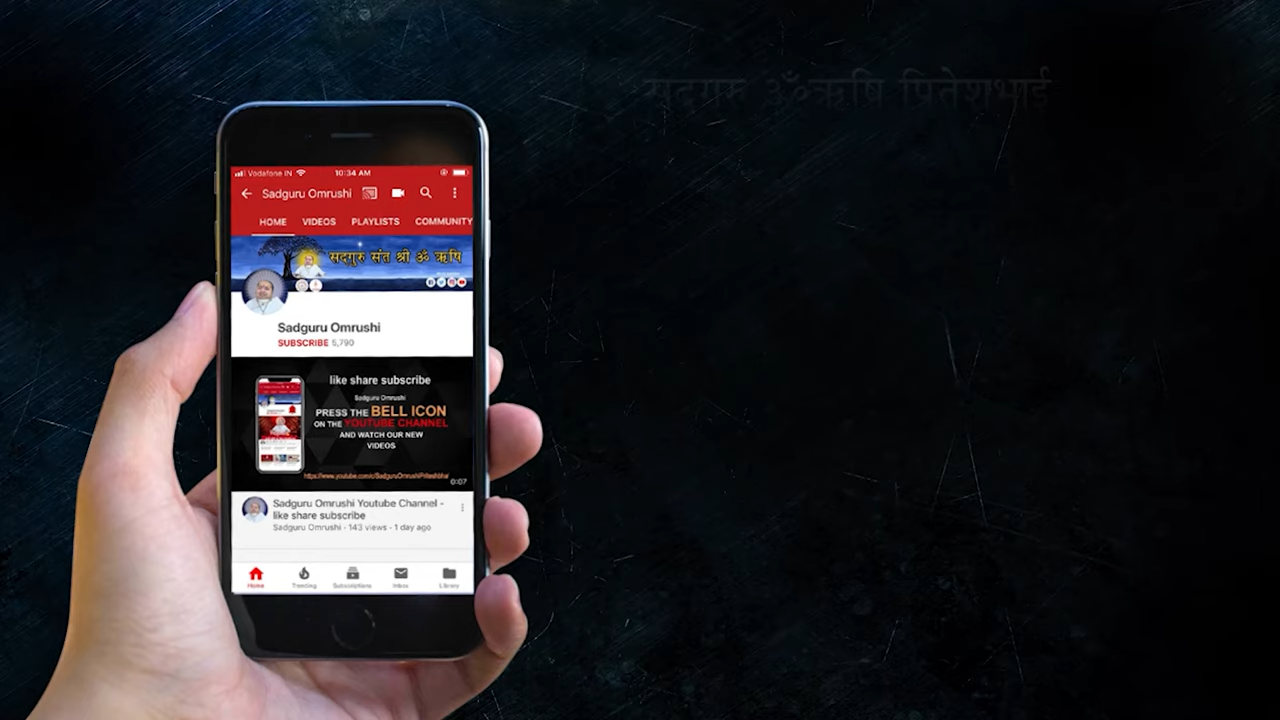 सद्गुरु ॐऋषि प्रितेशभाई
Vodafone IN
10:34 AM
Sadguru Omrushi
HOME VIDEOS PLAYLISTS COMMUNITY
सद्गुरु संत श्री ॐ ऋषि
Sadguru Omrushi
SUBSCRIBE 5,790
like share subscribe
Sadguru Omrushi
PRESS THE BELL ICON
ON THE YOUTUBE CHANNEL
AND WATCH OUR NEW
VIDEOS
https://www.youtube.com/c/SadguruOmrushiPriteshbhai
0:07
Sadguru Omrushi Youtube Channel -
like share subscribe
Sadguru Omrushi · 143 views · 1 day ago
Home Trending Subscriptions Inbox Library